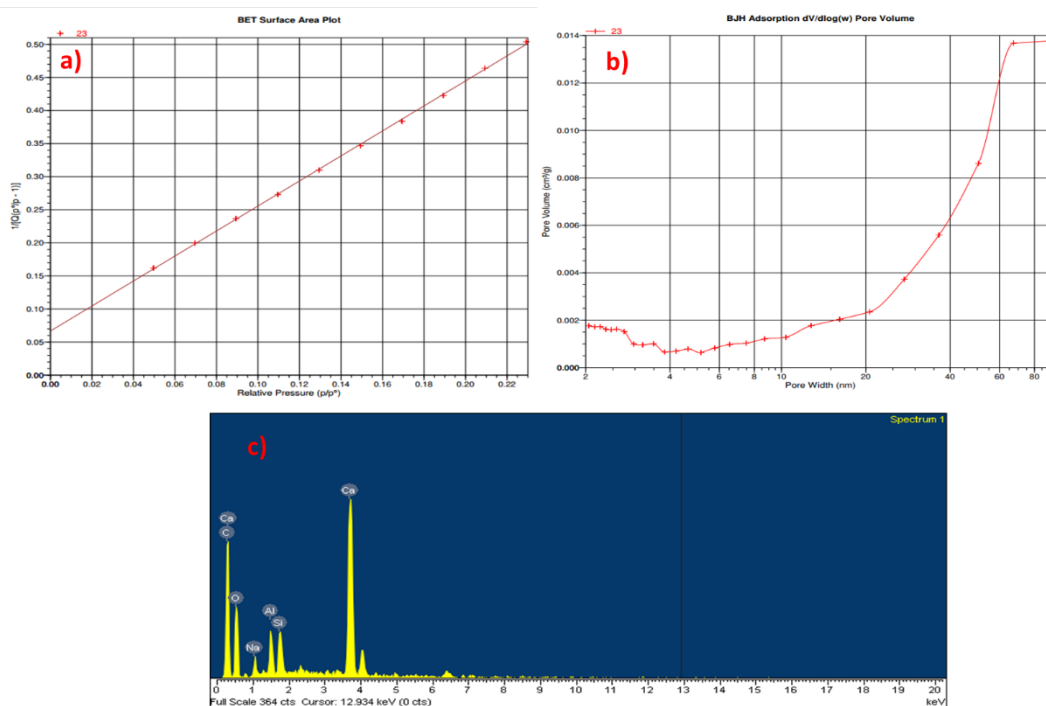 BET Surface Area Plot
23
a)
1/[Q(p°/p - 1)]
0.50
0.45
0.40
0.35
0.30
0.25
0.20
0.15
0.10
0.05
0.00
0.00 0.02 0.04 0.06 0.08 0.10 0.12 0.14 0.16 0.18 0.20 0.22
Relative Pressure (p/p°)
BJH Adsorption dV/dlog(w) Pore Volume
23
b)
Pore Volume (cm³/g)
0.014
0.012
0.010
0.008
0.006
0.004
0.002
0.000
2 4 6 8 10 20 40 60 80
Pore Width (nm)
c)
Spectrum 1
Ca
Ca
C
O
Al
Si
Na
0 1 2 3 4 5 6 7 8 9 10 11 12 13 14 15 16 17 18 19 20
Full Scale 364 cts Cursor: 12.934 keV (0 cts) keV